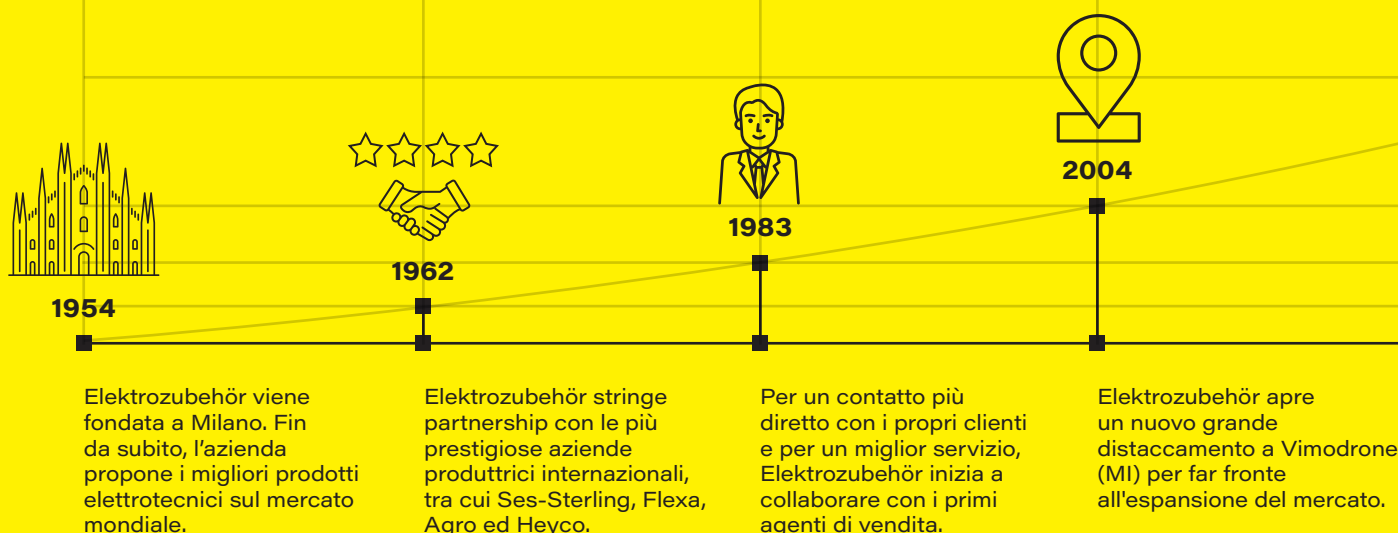 1954
Elektrozubehör viene
fondata a Milano. Fin
da subito, l’azienda
propone i migliori prodotti
elettrotecnici sul mercato
mondiale.
1962
Elektrozubehör stringe
partnership con le più
prestigiose aziende
produttrici internazionali,
tra cui Ses-Sterling, Flexa,
Agro ed Heyco.
1983
Per un contatto più
diretto con i propri clienti
e per un miglior servizio,
Elektrozubehör inizia a
collaborare con i primi
agenti di vendita.
2004
Elektrozubehör apre
un nuovo grande
distaccamento a Vimodrone
(MI) per far fronte
all'espansione del mercato.